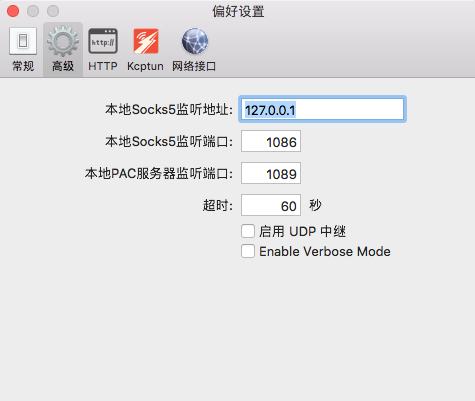 偏好设置
常规 高级 HTTP Kcptun 网络接口
http://
本地Socks5监听地址: 127.0.0.1
本地Socks5监听端口: 1086
本地PAC服务器监听端口: 1089
超时: 60 秒
启用 UDP 中继
Enable Verbose Mode